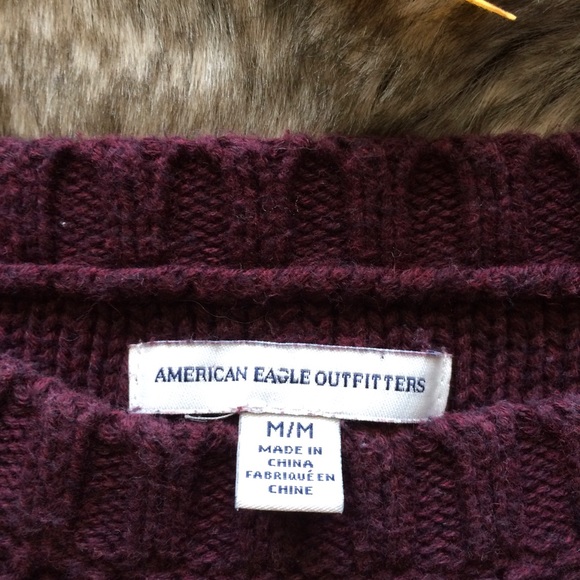 AMERICAN EAGLE OUTFITTERS
M/M
MADE IN
CHINA
FABRIQUÉ EN
CHINE